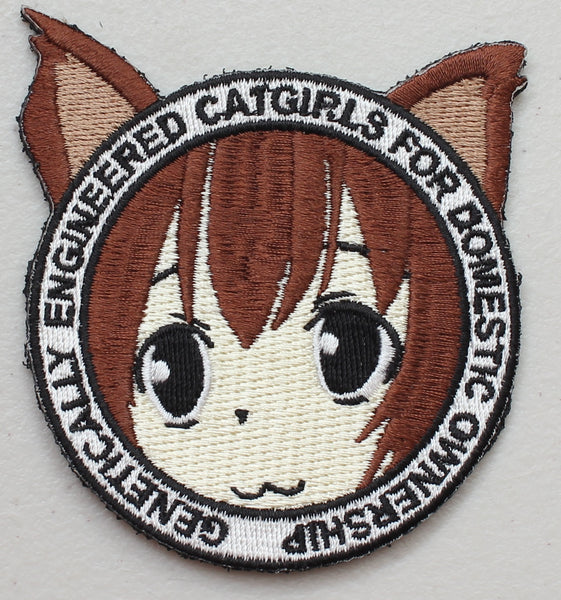 GENETICALLY ENGINEERED CATGIRLS FOR DOMESTIC OWNERSHIP